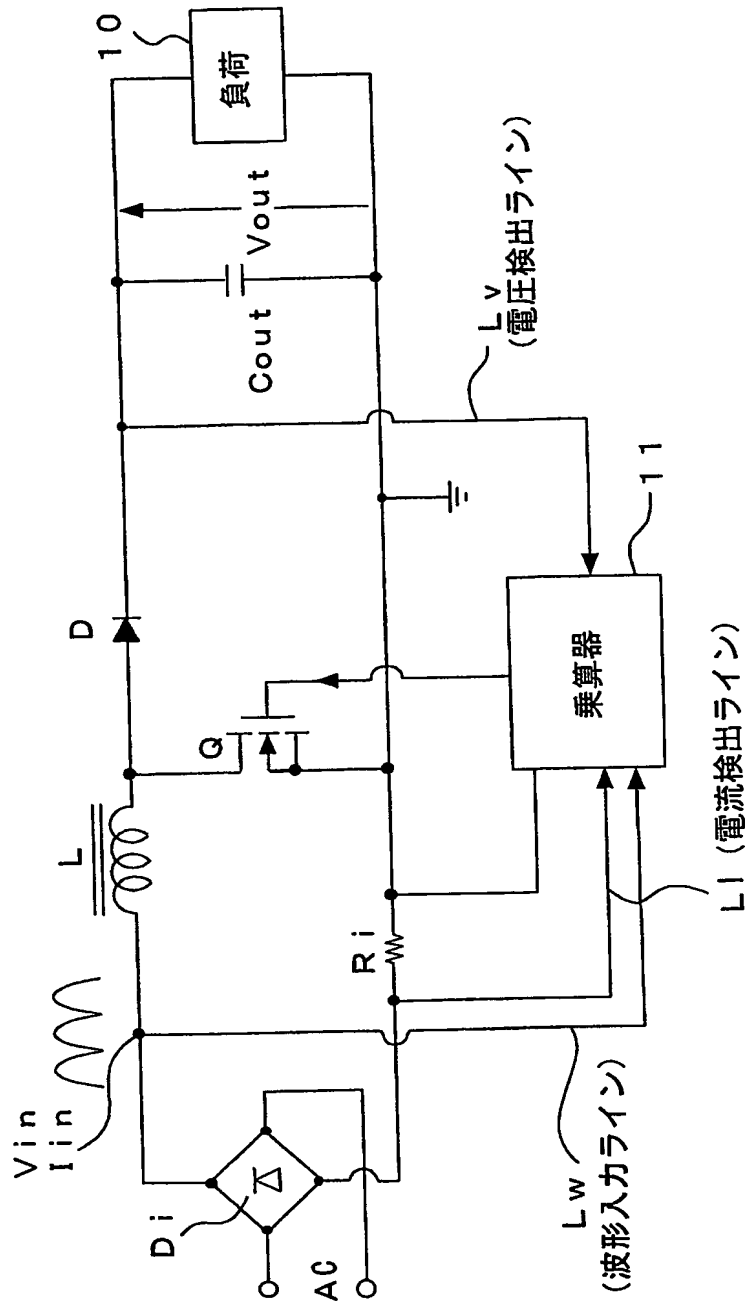 Vin
Iin
L
D
10
負荷
Q
Vout
Cout
Ri
Di
AC
乗算器
11
Lv
(電圧検出ライン)
LI (電流検出ライン)
Lw
(波形入力ライン)